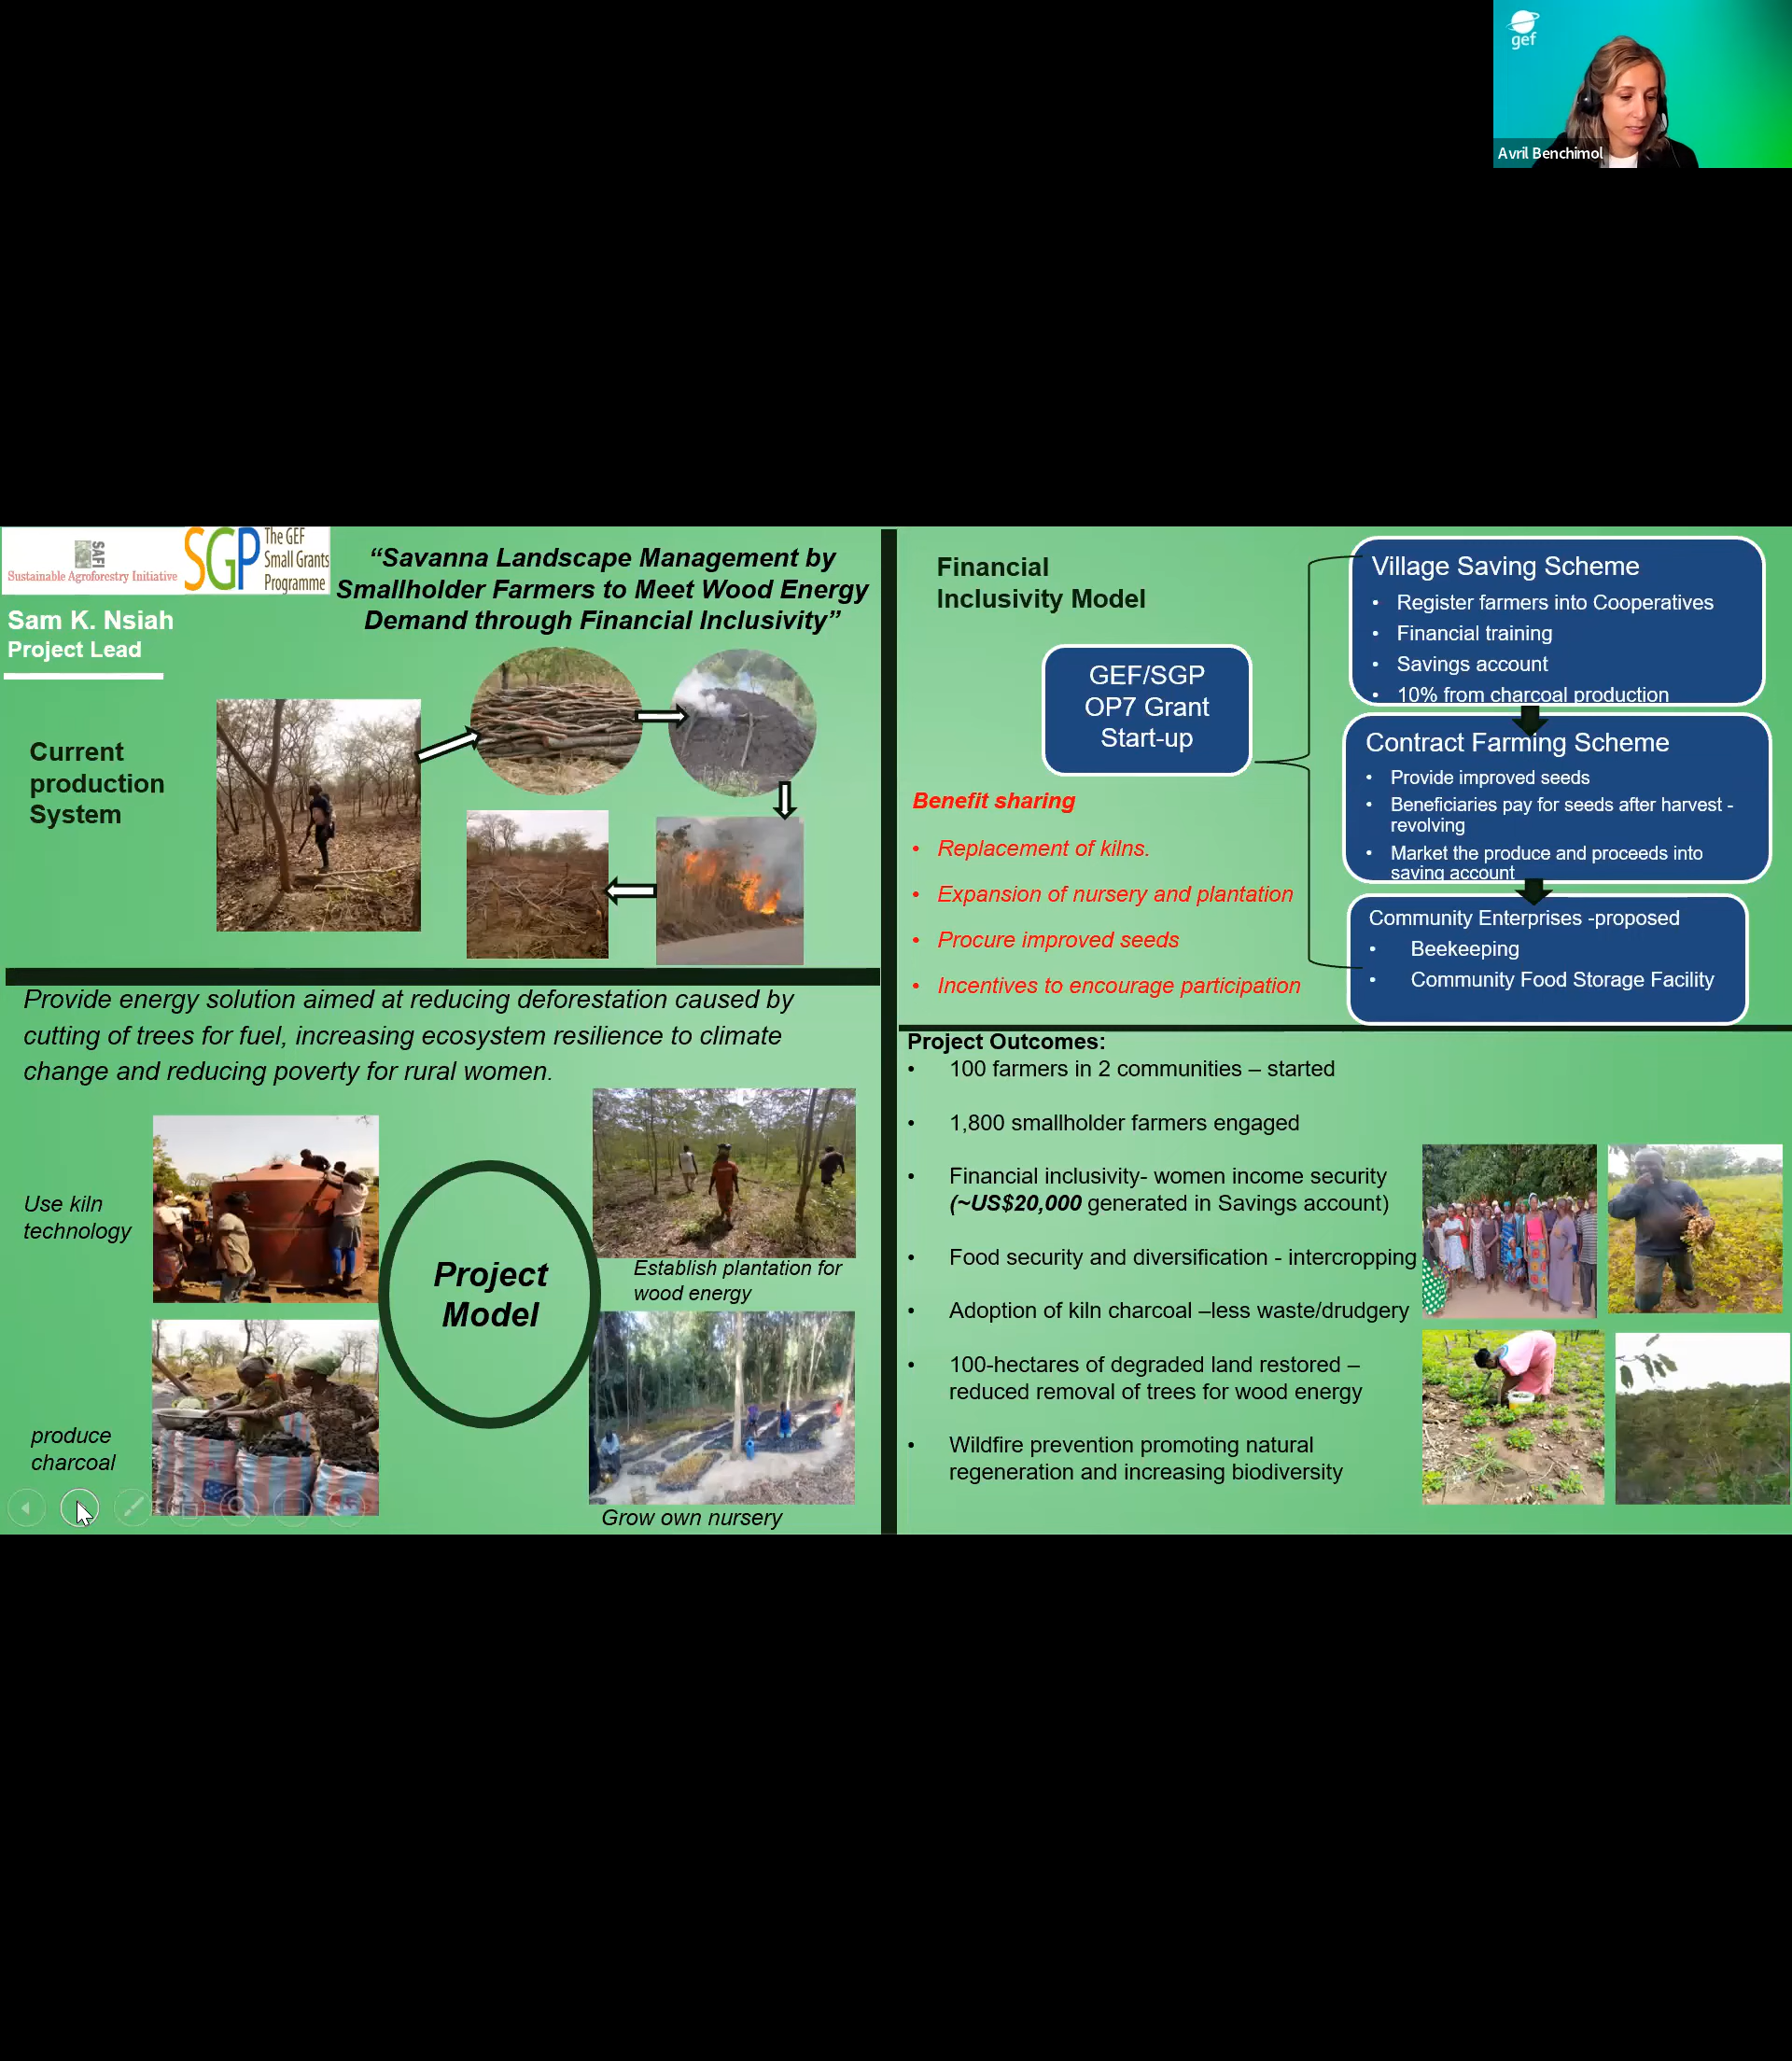 gef
Avril Benchimol
SAFI
Sustainable Agroforestry Initiative
SGP
The GEF
Small Grants
Programme
“Savanna Landscape Management by
Smallholder Farmers to Meet Wood Energy
Demand through Financial Inclusivity”
Sam K. Nsiah
Project Lead
Current
production
System
Provide energy solution aimed at reducing deforestation caused by
cutting of trees for fuel, increasing ecosystem resilience to climate
change and reducing poverty for rural women.
Use kiln
technology
Project
Model
Establish plantation for
wood energy
produce
charcoal
Grow own nursery
Financial
Inclusivity Model
GEF/SGP
OP7 Grant
Start-up
Benefit sharing
• Replacement of kilns.
• Expansion of nursery and plantation
• Procure improved seeds
• Incentives to encourage participation
Village Saving Scheme
• Register farmers into Cooperatives
• Financial training
• Savings account
• 10% from charcoal production
Contract Farming Scheme
• Provide improved seeds
• Beneficiaries pay for seeds after harvest -
revolving
• Market the produce and proceeds into
saving account
Community Enterprises -proposed
• Beekeeping
• Community Food Storage Facility
Project Outcomes:
• 100 farmers in 2 communities – started
• 1,800 smallholder farmers engaged
• Financial inclusivity- women income security
(~US$20,000 generated in Savings account)
• Food security and diversification - intercropping
• Adoption of kiln charcoal –less waste/drudgery
• 100-hectares of degraded land restored –
reduced removal of trees for wood energy
• Wildfire prevention promoting natural
regeneration and increasing biodiversity